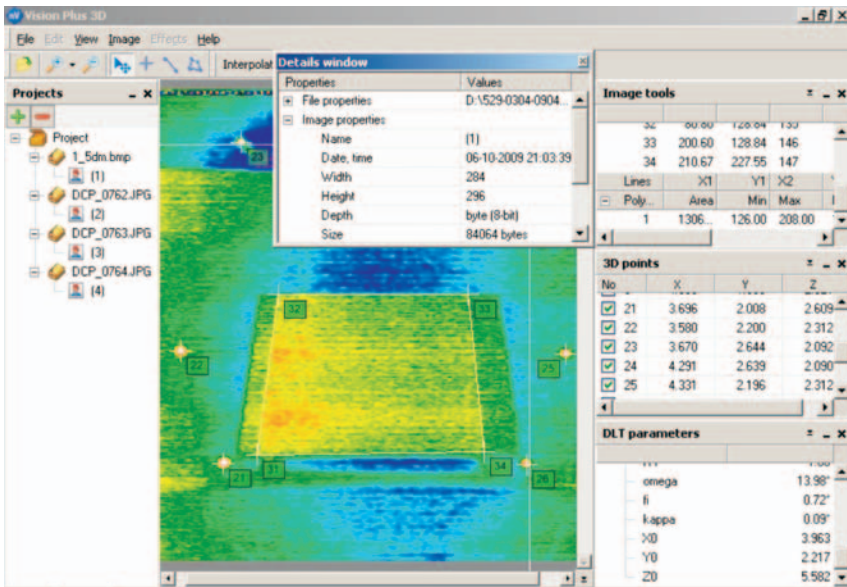 Vision Plus 3D
File Edit View Image Effects Help
Interpolat
Projects
Project
1_5dm.bmp
(1)
DCP_0762.JPG
(2)
DCP_0763.JPG
(3)
DCP_0764.JPG
(4)
Details window
Properties Values
File properties D:\529-0304-0904...
Image properties
Name (1)
Date, time 06-10-2009 21:03:39
Width 284
Height 296
Depth byte (8-bit)
Size 84064 bytes
23
32
33
22
25
21
31
34
26
Image tools
32 80.80 128.84 135
33 200.60 128.84 146
34 210.67 227.55 147
Lines X1 Y1 X2
Poly... Area Min Max
1 1306... 126.00 208.00
3D points
No X Y Z
21 3.696 2.008 2.609
22 3.580 2.200 2.312
23 3.670 2.644 2.092
24 4.291 2.639 2.090
25 4.331 2.196 2.312
DLT parameters
omega 13.98°
fi 0.72°
kappa 0.09°
X0 3.963
Y0 2.217
Z0 5.582